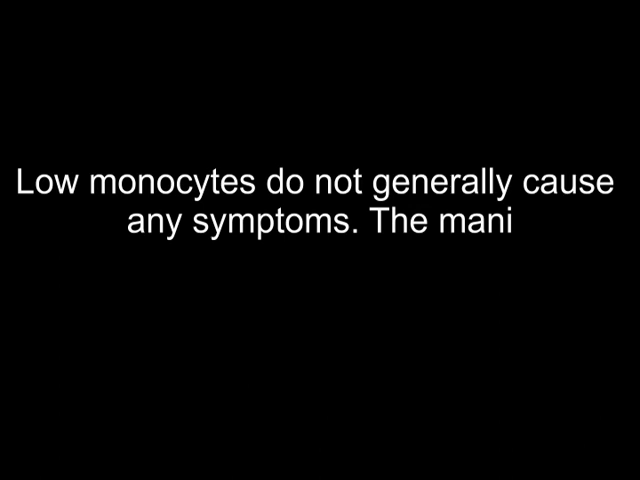 Low monocytes do not generally cause
any symptoms. The mani